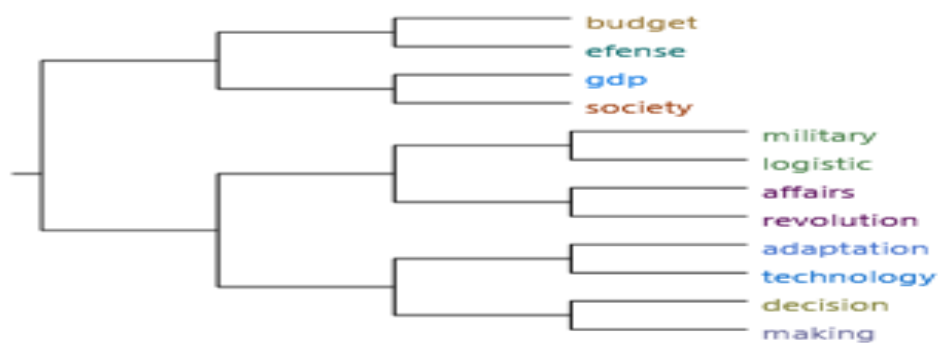 budget
efense
gdp
society
military
logistic
affairs
revolution
adaptation
technology
decision
making